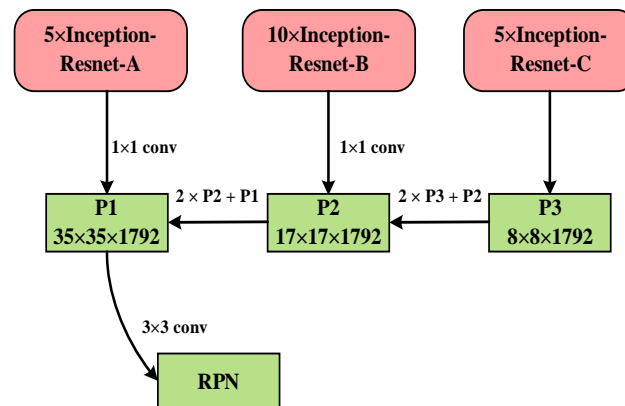 5×Inception-
Resnet-A
10×Inception-
Resnet-B
5×Inception-
Resnet-C
1×1 conv
1×1 conv
P1
35×35×1792
2 × P2 + P1
P2
17×17×1792
2 × P3 + P2
P3
8×8×1792
3×3 conv
RPN